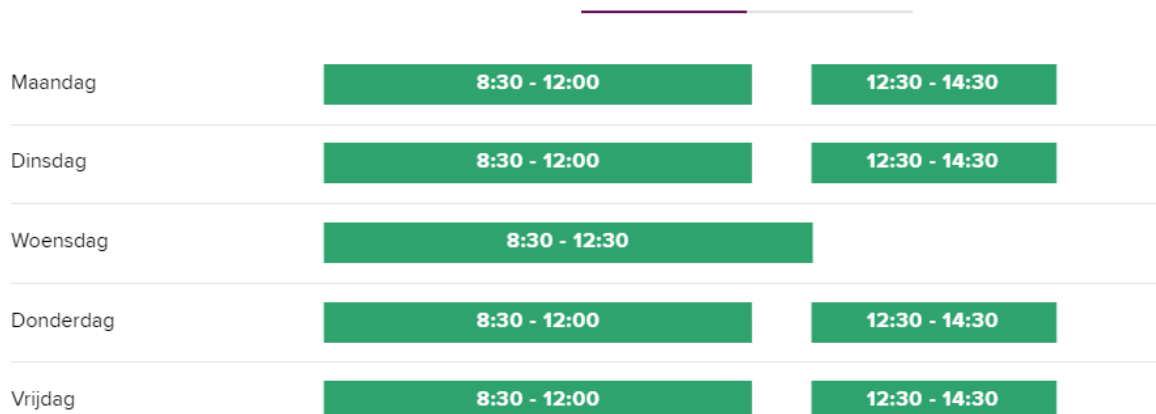 Maandag 8:30 - 12:00 12:30 - 14:30
Dinsdag 8:30 - 12:00 12:30 - 14:30
Woensdag 8:30 - 12:30
Donderdag 8:30 - 12:00 12:30 - 14:30
Vrijdag 8:30 - 12:00 12:30 - 14:30